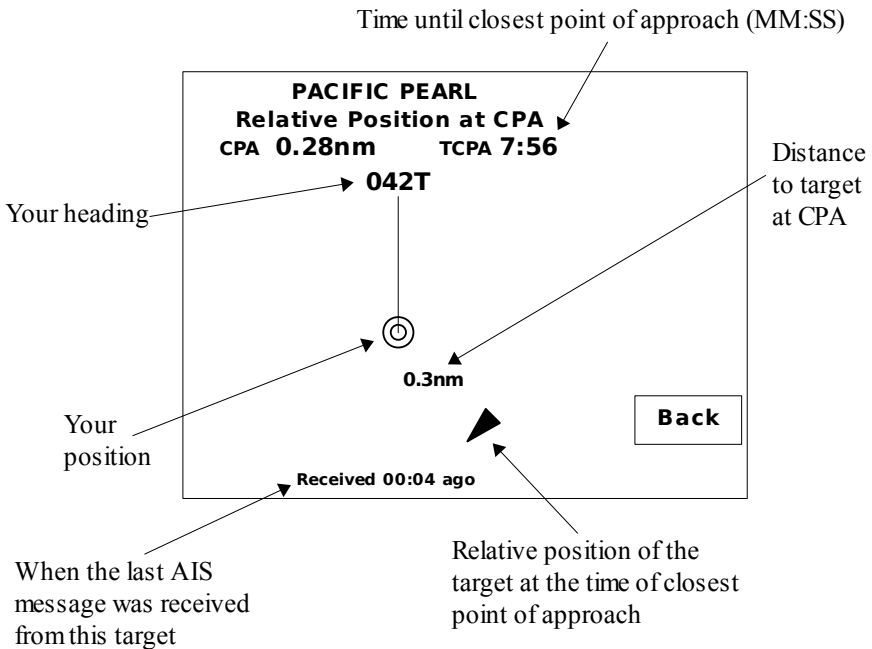 Time until closest point of approach (MM:SS)
PACIFIC PEARL
Relative Position at CPA
CPA 0.28nm TCPA 7:56
042T
Distance
to target
at CPA
Your heading
0.3nm
Back
Your
position
Received 00:04 ago
When the last AIS
message was received
from this target
Relative position of the
target at the time of closest
point of approach